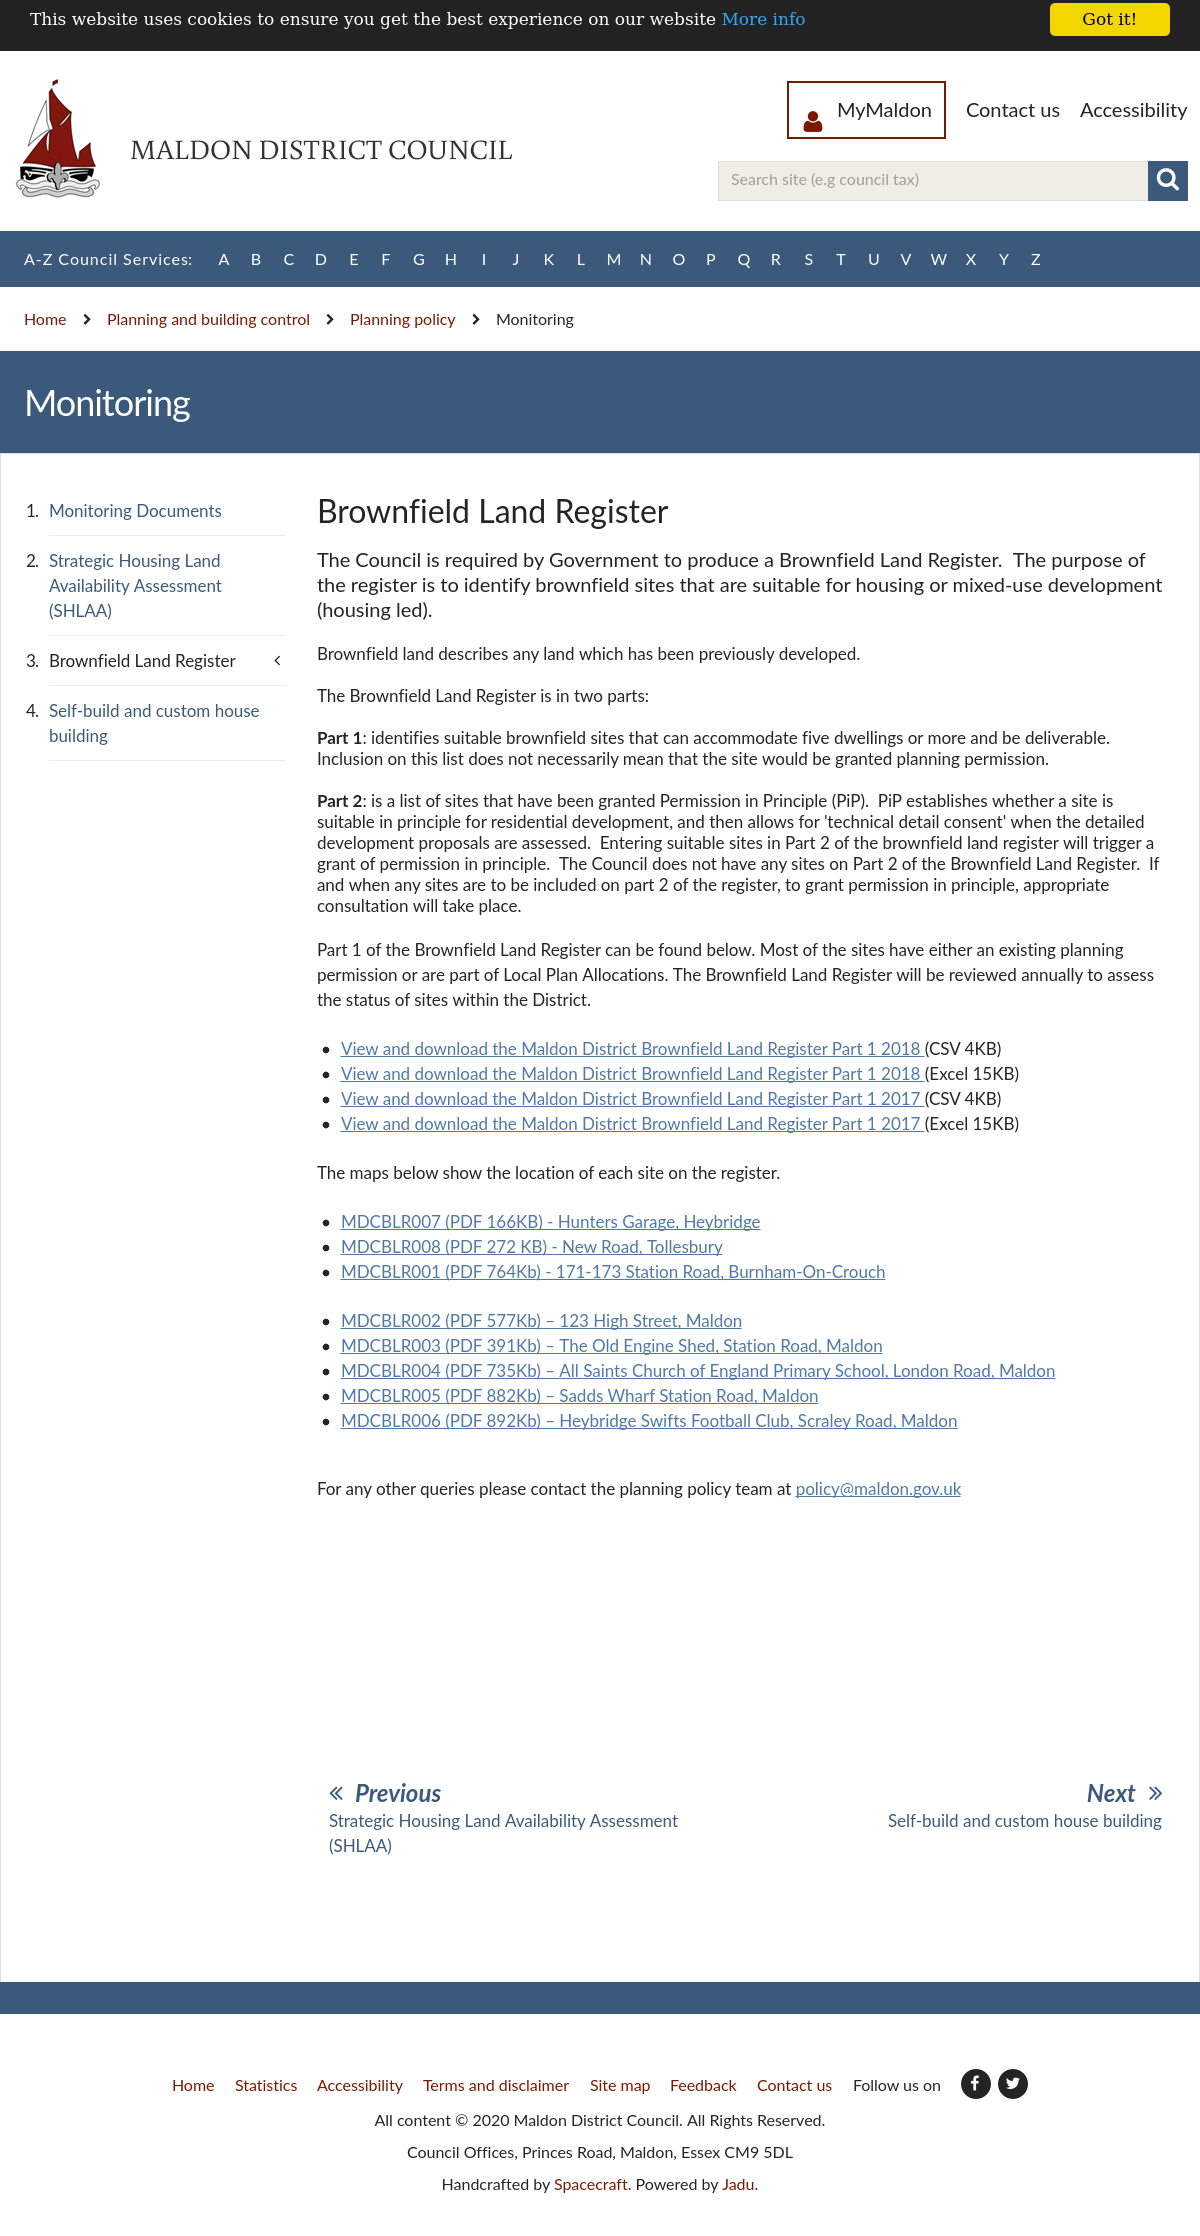 This website uses cookies to ensure you get the best experience on our website More info
Got it!
MyMaldon Contact us Accessibility
MALDON DISTRICT COUNCIL
Search site (e.g council tax)
A-Z Council Services: A B C D E F G H I J K L M N O P Q R S T U V W X Y Z
Home Planning and building control Planning policy Monitoring
Monitoring
1. Monitoring Documents
2. Strategic Housing Land
Availability Assessment
(SHLAA)
3. Brownfield Land Register
4. Self-build and custom house
building
Brownfield Land Register
The Council is required by Government to produce a Brownfield Land Register.  The purpose of
the register is to identify brownfield sites that are suitable for housing or mixed-use development
(housing led).
Brownfield land describes any land which has been previously developed.
The Brownfield Land Register is in two parts:
Part 1: identifies suitable brownfield sites that can accommodate five dwellings or more and be deliverable.
Inclusion on this list does not necessarily mean that the site would be granted planning permission.
Part 2: is a list of sites that have been granted Permission in Principle (PiP).  PiP establishes whether a site is
suitable in principle for residential development, and then allows for 'technical detail consent' when the detailed
development proposals are assessed.  Entering suitable sites in Part 2 of the brownfield land register will trigger a
grant of permission in principle.  The Council does not have any sites on Part 2 of the Brownfield Land Register.  If
and when any sites are to be included on part 2 of the register, to grant permission in principle, appropriate
consultation will take place.
Part 1 of the Brownfield Land Register can be found below. Most of the sites have either an existing planning
permission or are part of Local Plan Allocations. The Brownfield Land Register will be reviewed annually to assess
the status of sites within the District.
• View and download the Maldon District Brownfield Land Register Part 1 2018 (CSV 4KB)
• View and download the Maldon District Brownfield Land Register Part 1 2018 (Excel 15KB)
• View and download the Maldon District Brownfield Land Register Part 1 2017 (CSV 4KB)
• View and download the Maldon District Brownfield Land Register Part 1 2017 (Excel 15KB)
The maps below show the location of each site on the register.
• MDCBLR007 (PDF 166KB) - Hunters Garage, Heybridge
• MDCBLR008 (PDF 272 KB) - New Road, Tollesbury
• MDCBLR001 (PDF 764Kb) - 171-173 Station Road, Burnham-On-Crouch
• MDCBLR002 (PDF 577Kb) – 123 High Street, Maldon
• MDCBLR003 (PDF 391Kb) – The Old Engine Shed, Station Road, Maldon
• MDCBLR004 (PDF 735Kb) – All Saints Church of England Primary School, London Road, Maldon
• MDCBLR005 (PDF 882Kb) – Sadds Wharf Station Road, Maldon
• MDCBLR006 (PDF 892Kb) – Heybridge Swifts Football Club, Scraley Road, Maldon
For any other queries please contact the planning policy team at policy@maldon.gov.uk
« Previous
Strategic Housing Land Availability Assessment
(SHLAA)
Next »
Self-build and custom house building
Home Statistics Accessibility Terms and disclaimer Site map Feedback Contact us Follow us on
All content © 2020 Maldon District Council. All Rights Reserved.
Council Offices, Princes Road, Maldon, Essex CM9 5DL
Handcrafted by Spacecraft. Powered by Jadu.